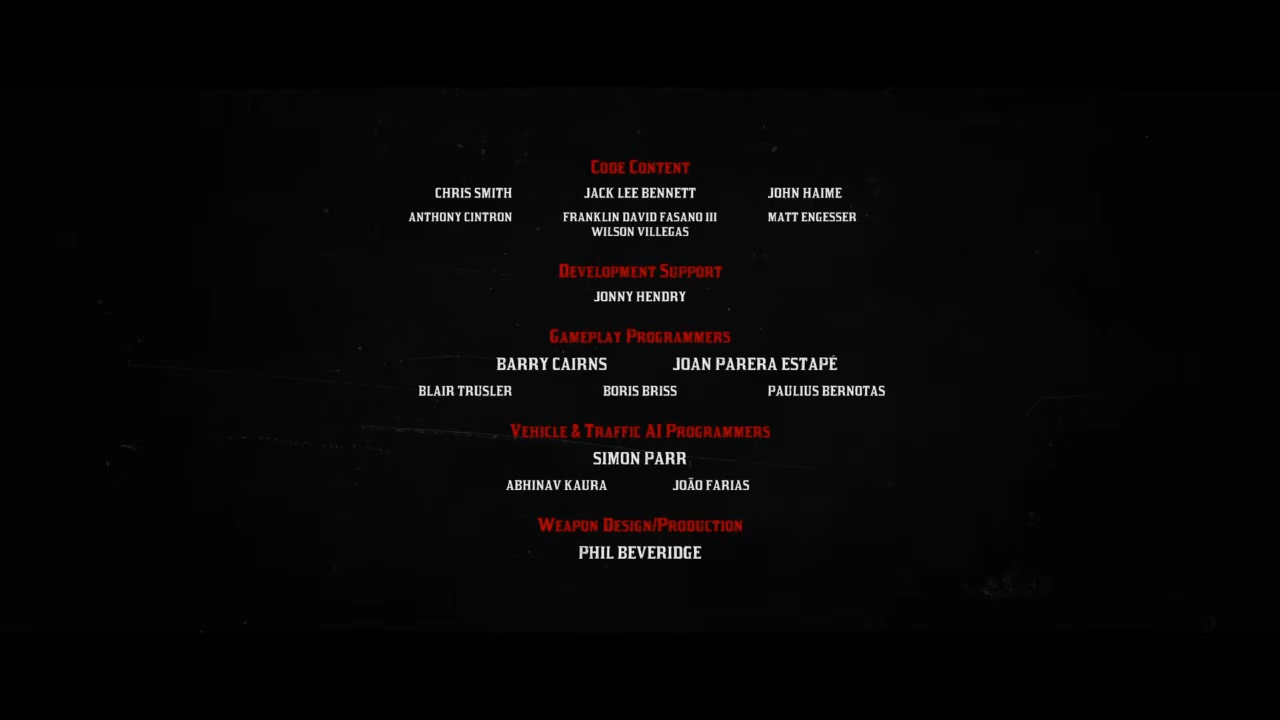 Code Content
CHRIS SMITH JACK LEE BENNETT JOHN HAIME
ANTHONY CINTRON FRANKLIN DAVID FASANO III MATT ENGESSER
WILSON VILLEGAS
Development Support
JONNY HENDRY
Gameplay Programmers
BARRY CAIRNS JOAN PARERA ESTAPÉ
BLAIR TRUSLER BORIS BRISS PAULIUS BERNOTAS
Vehicle & Traffic AI Programmers
SIMON PARR
ABHINAV KAURA JOÃO FARIAS
Weapon Design/Production
PHIL BEVERIDGE